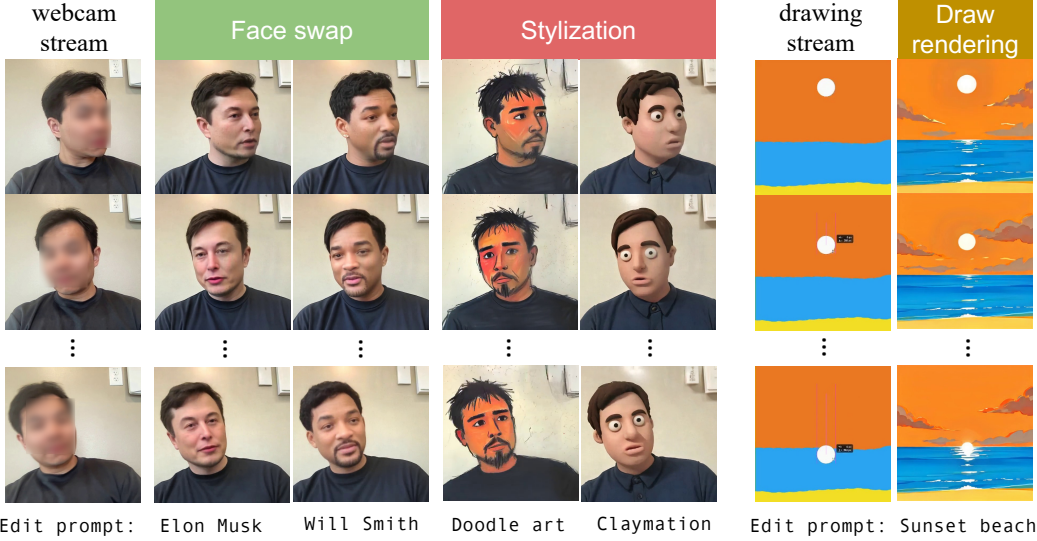 webcam
stream
Face swap
Stylization
drawing
stream
Draw
rendering
Edit prompt:
Elon Musk
Will Smith
Doodle art
Claymation
Edit prompt:
Sunset beach